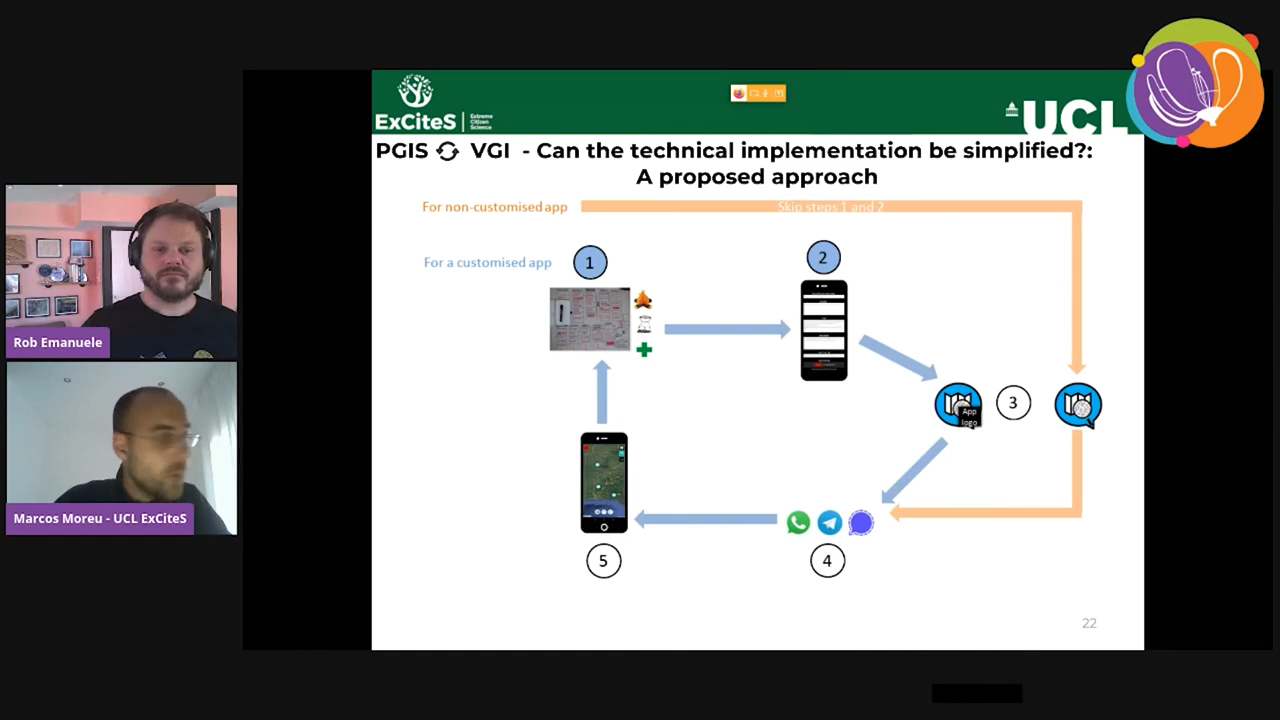 ExCiteS
Extreme
Citizen
Science
UCL
PGIS VGI - Can the technical implementation be simplified?:
A proposed approach
For non-customised app
Skip steps 1 and 2
For a customised app
1
2
App
logo
3
4
5
22
Rob Emanuele
Marcos Moreu - UCL ExCiteS